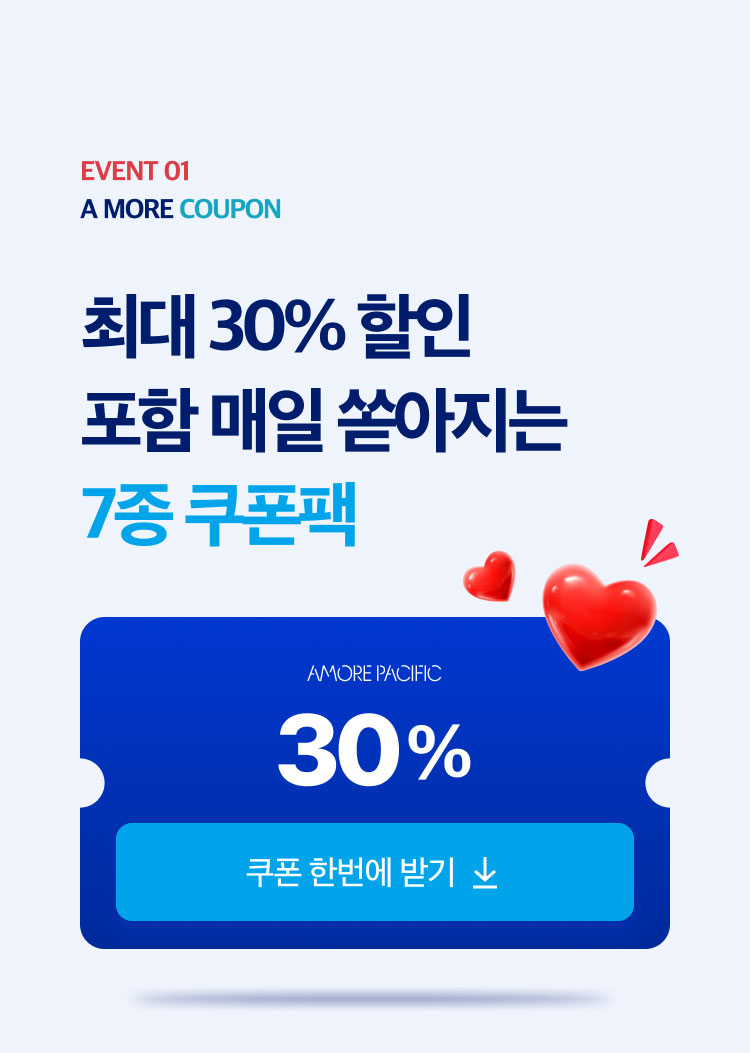 EVENT 01
A MORE COUPON
최대 30% 할인
포함 매일 쏟아지는
7종 쿠폰팩
AMORE PACIFIC
30%
쿠폰 한번에 받기